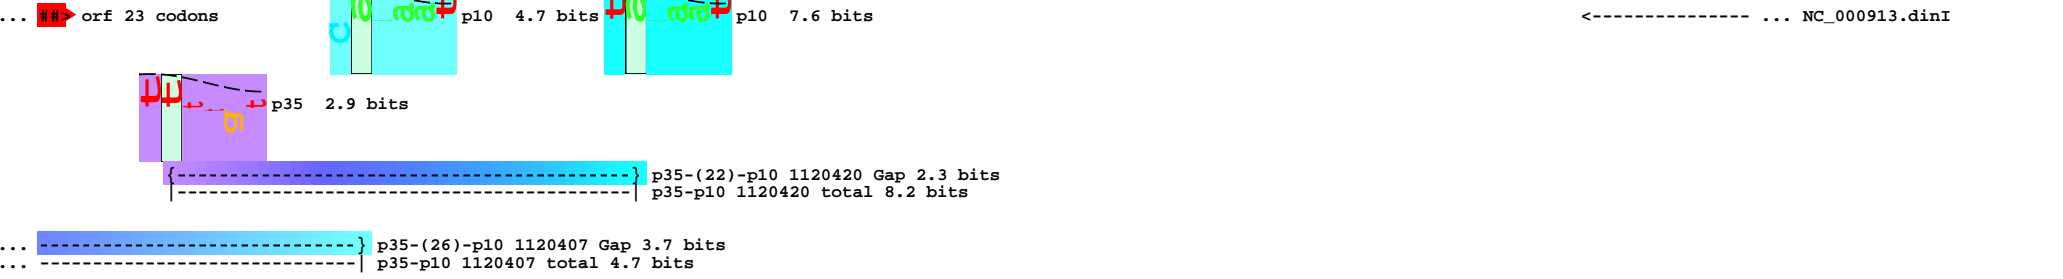 ... ##> orf 23 codons p10 4.7 bits p10 7.6 bits <--------------- ... NC_000913.dinI
p35 2.9 bits
{--------------------------------------------} p35-(22)-p10 1120420 Gap 2.3 bits
|--------------------------------------------| p35-p10 1120420 total 8.2 bits
... ------------------------------} p35-(26)-p10 1120407 Gap 3.7 bits
... ------------------------------| p35-p10 1120407 total 4.7 bits